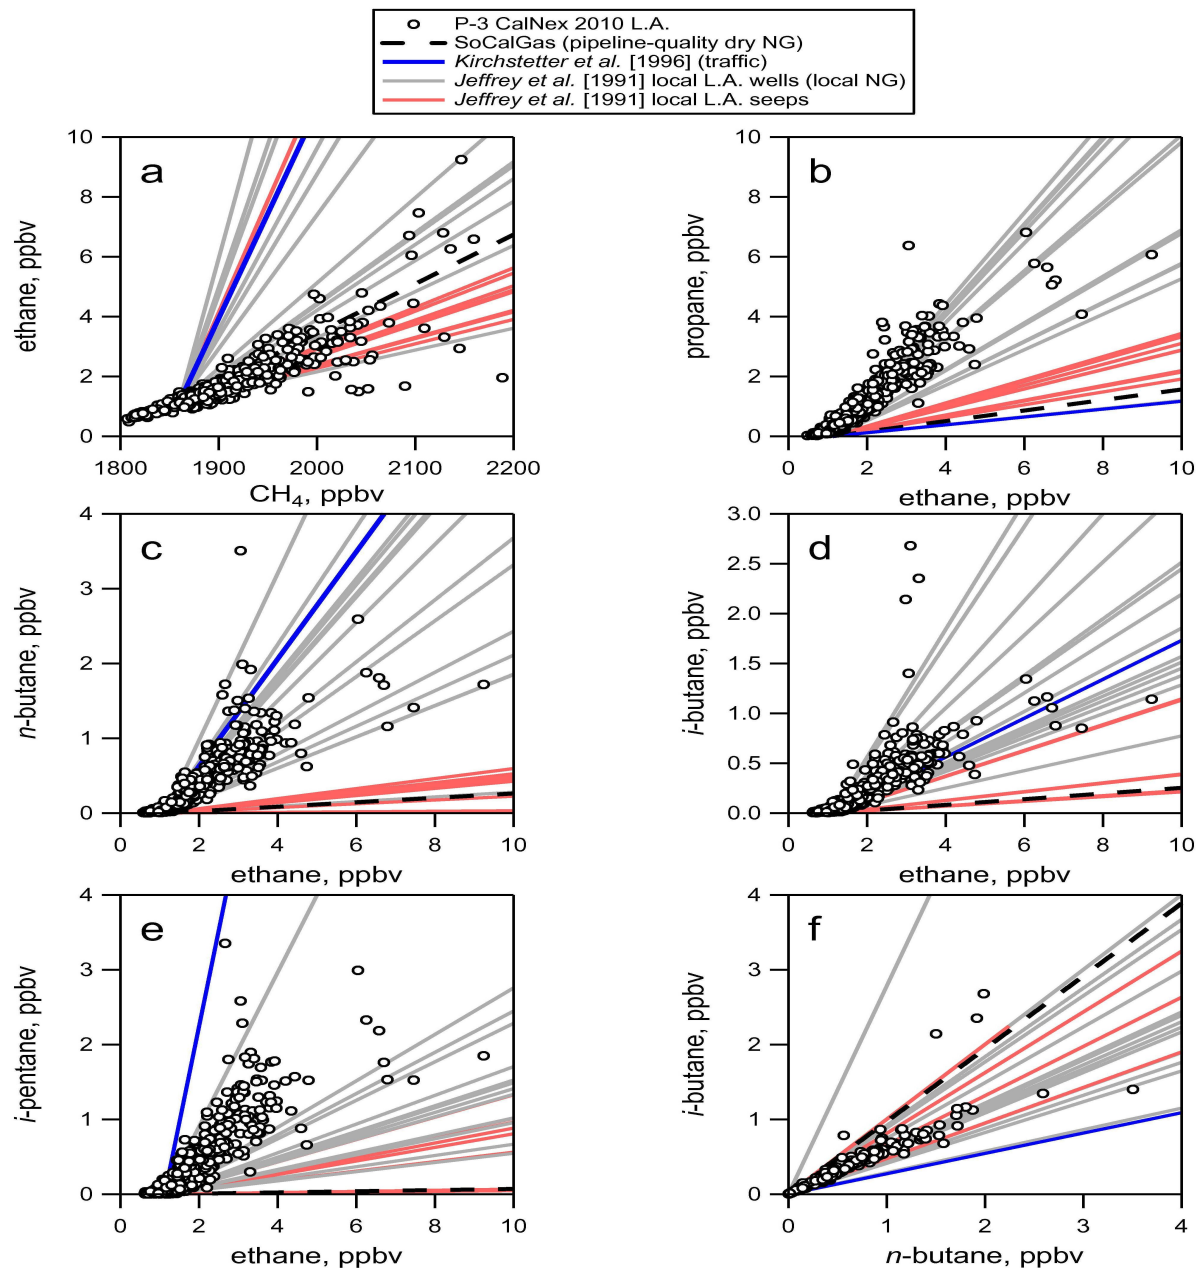 P-3 CalNex 2010 L.A.
SoCalGas (pipeline-quality dry NG)
Kirchstetter et al. [1996] (traffic)
Jeffrey et al. [1991] local L.A. wells (local NG)
Jeffrey et al. [1991] local L.A. seeps
a
ethane, ppbv
10
8
6
4
2
0
1800 1900 2000 2100 2200
CH4, ppbv
b
propane, ppbv
10
8
6
4
2
0
0 2 4 6 8 10
ethane, ppbv
c
n-butane, ppbv
4
3
2
1
0
0 2 4 6 8 10
ethane, ppbv
d
i-butane, ppbv
3.0
2.5
2.0
1.5
1.0
0.5
0.0
0 2 4 6 8 10
ethane, ppbv
e
i-pentane, ppbv
4
3
2
1
0
0 2 4 6 8 10
ethane, ppbv
f
i-butane, ppbv
4
3
2
1
0
0 1 2 3 4
n-butane, ppbv